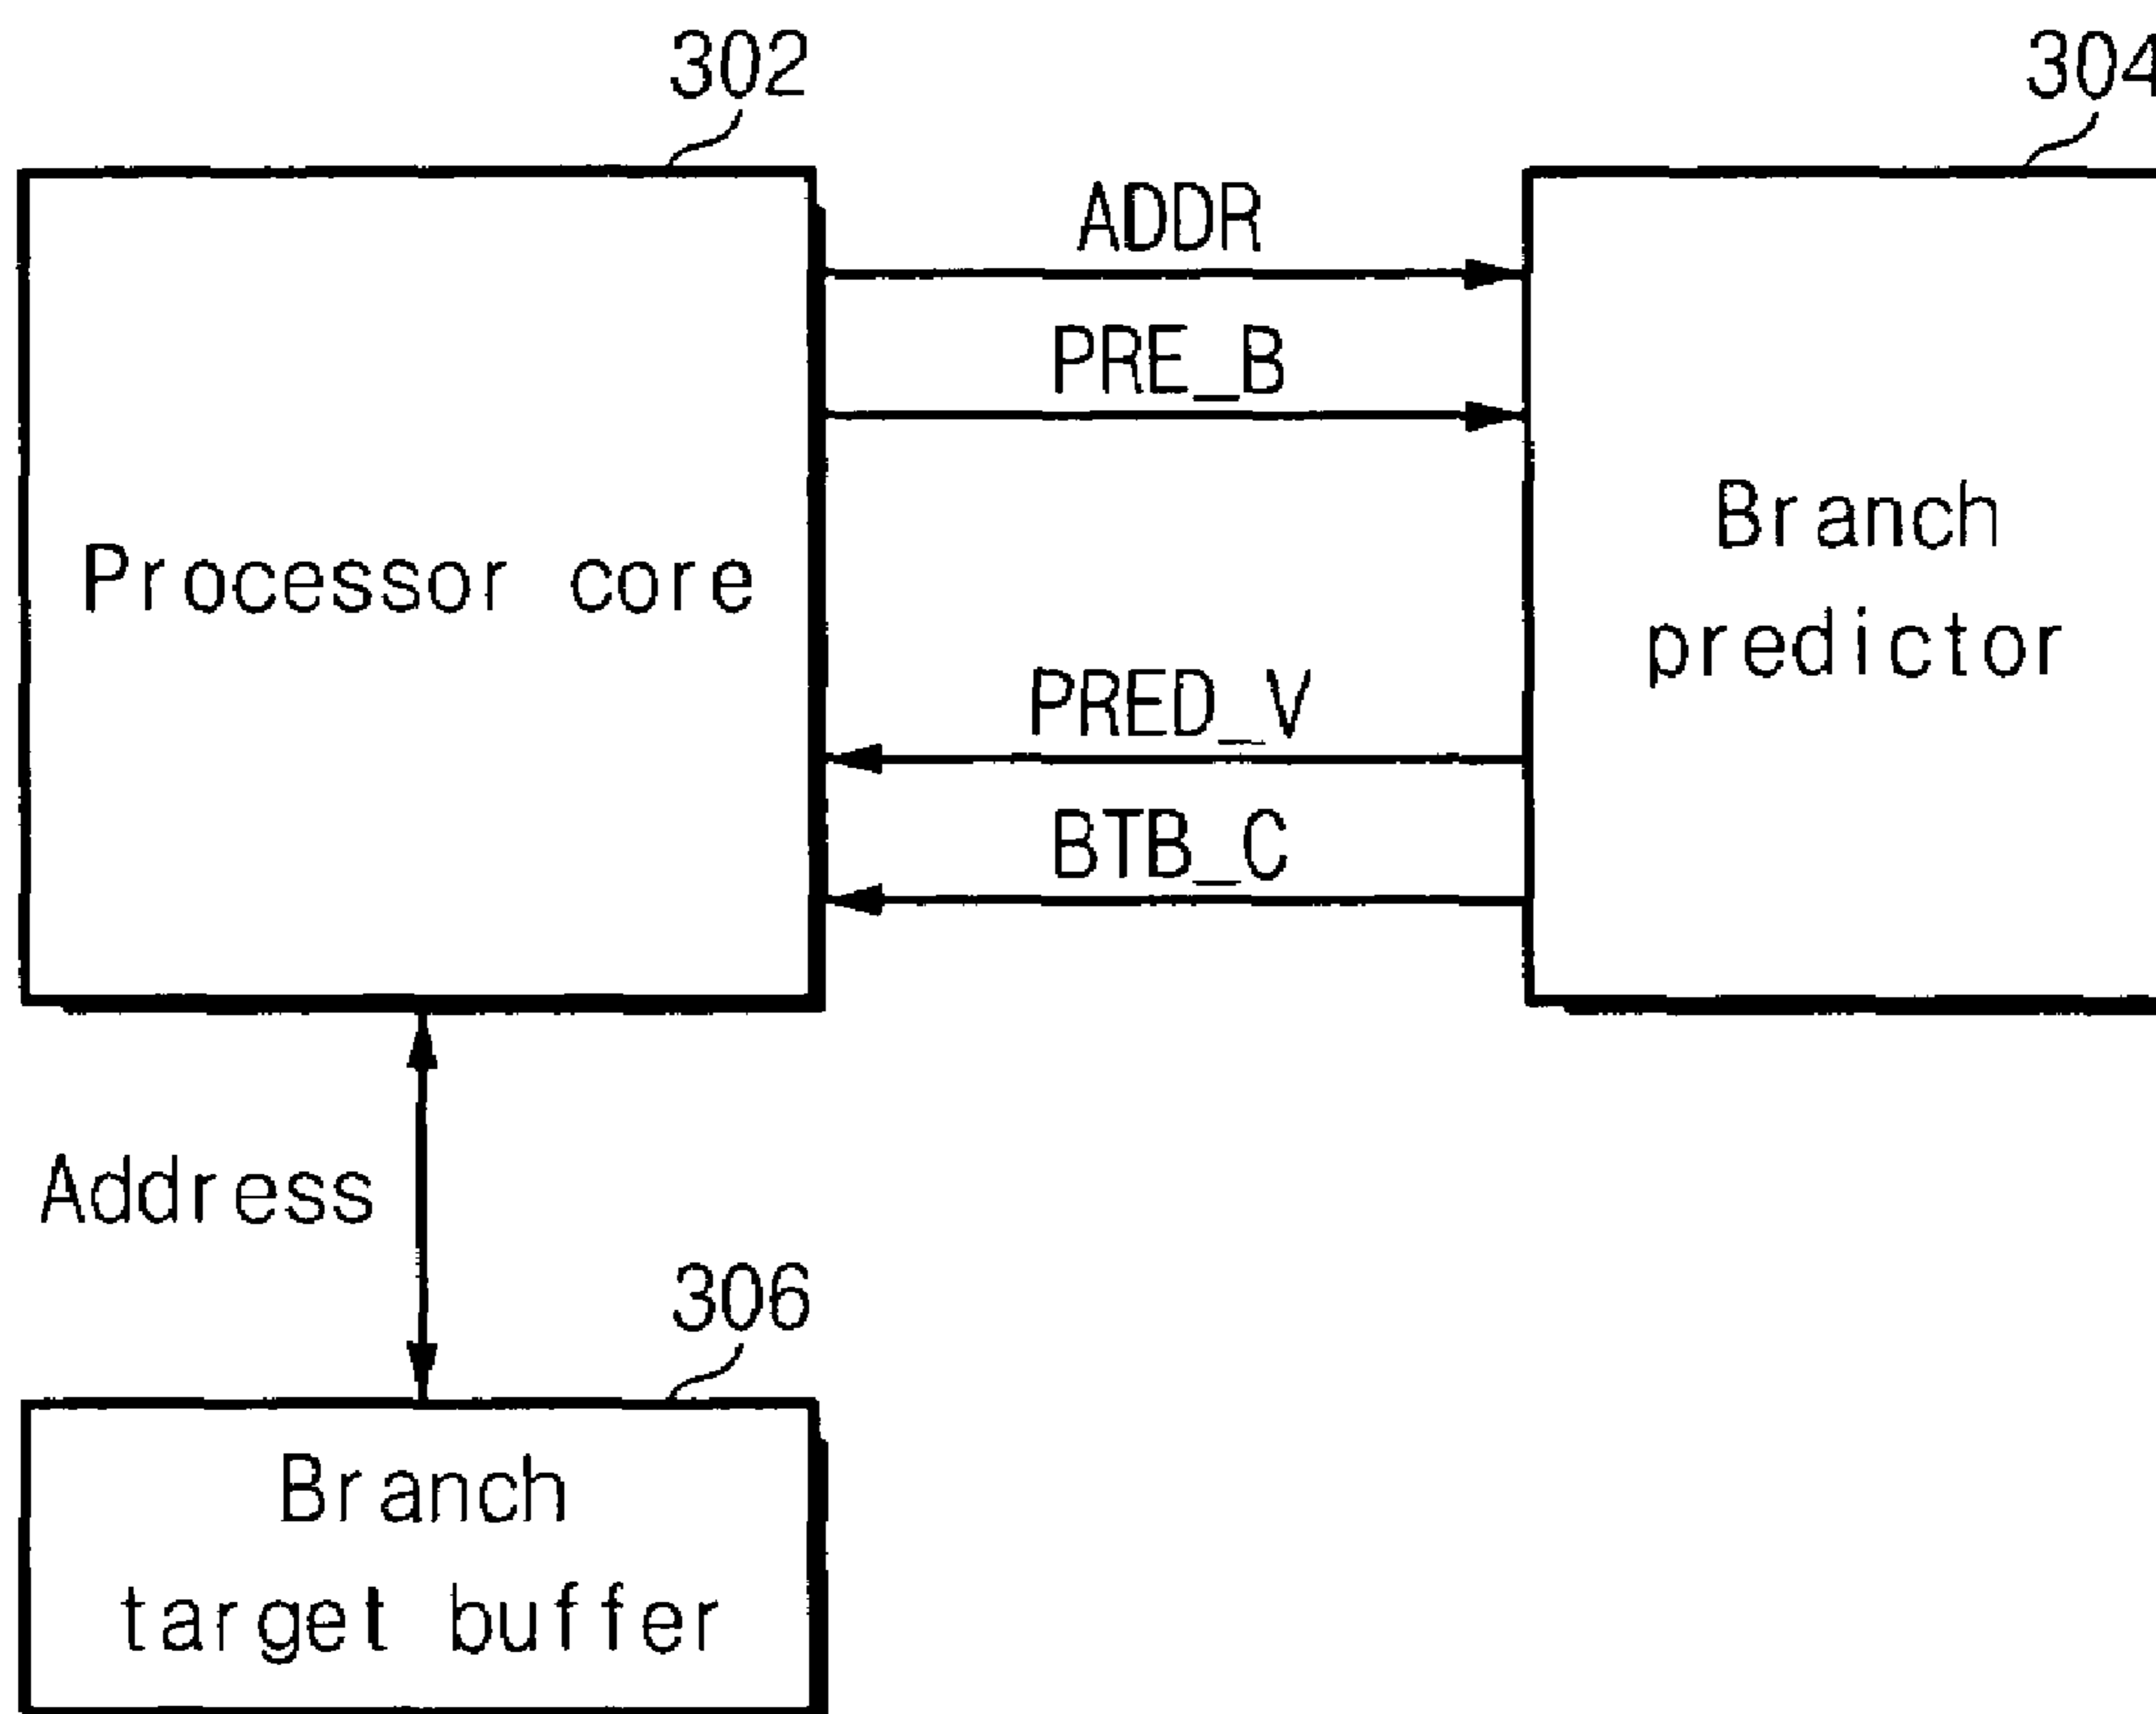 302
304
ADDR
PRE_B
Processor core
Branch
predictor
PRED_V
BTB_C
Address
306
Branch
target buffer